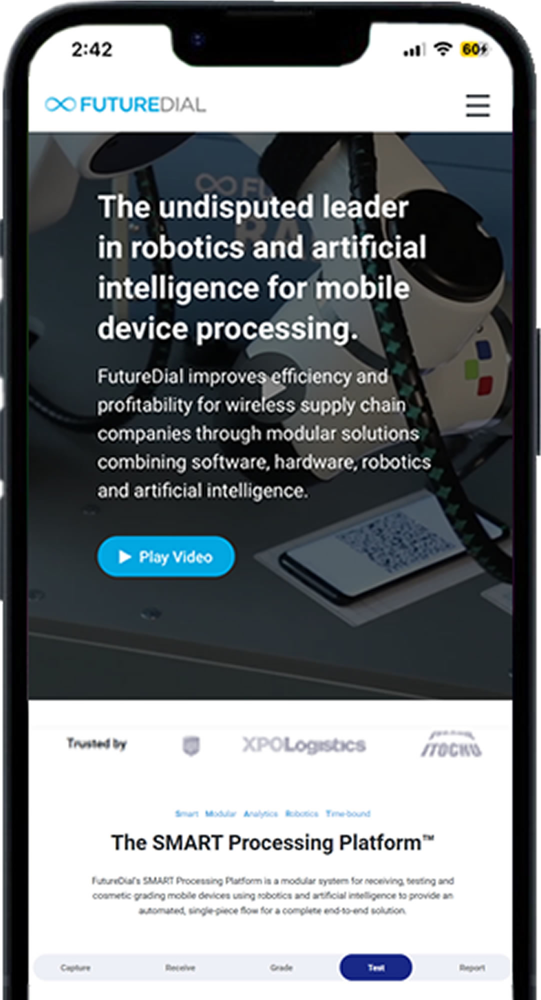 2:42
60
FUTUREDIAL
The undisputed leader
in robotics and artificial
intelligence for mobile
device processing.
FutureDial improves efficiency and
profitability for wireless supply chain
companies through modular solutions
combining software, hardware, robotics
and artificial intelligence.
Play Video
Trusted by
XPOLogistics
ITOCHU
Smart Modular Analytics Robotics Time-bound
The SMART Processing Platform™
FutureDial's SMART Processing Platform is a modular system for receiving, testing and
cosmetic grading mobile devices using robotics and artificial intelligence to provide an
automated, single-piece flow for a complete end-to-end solution.
Capture Receive Grade Test Report